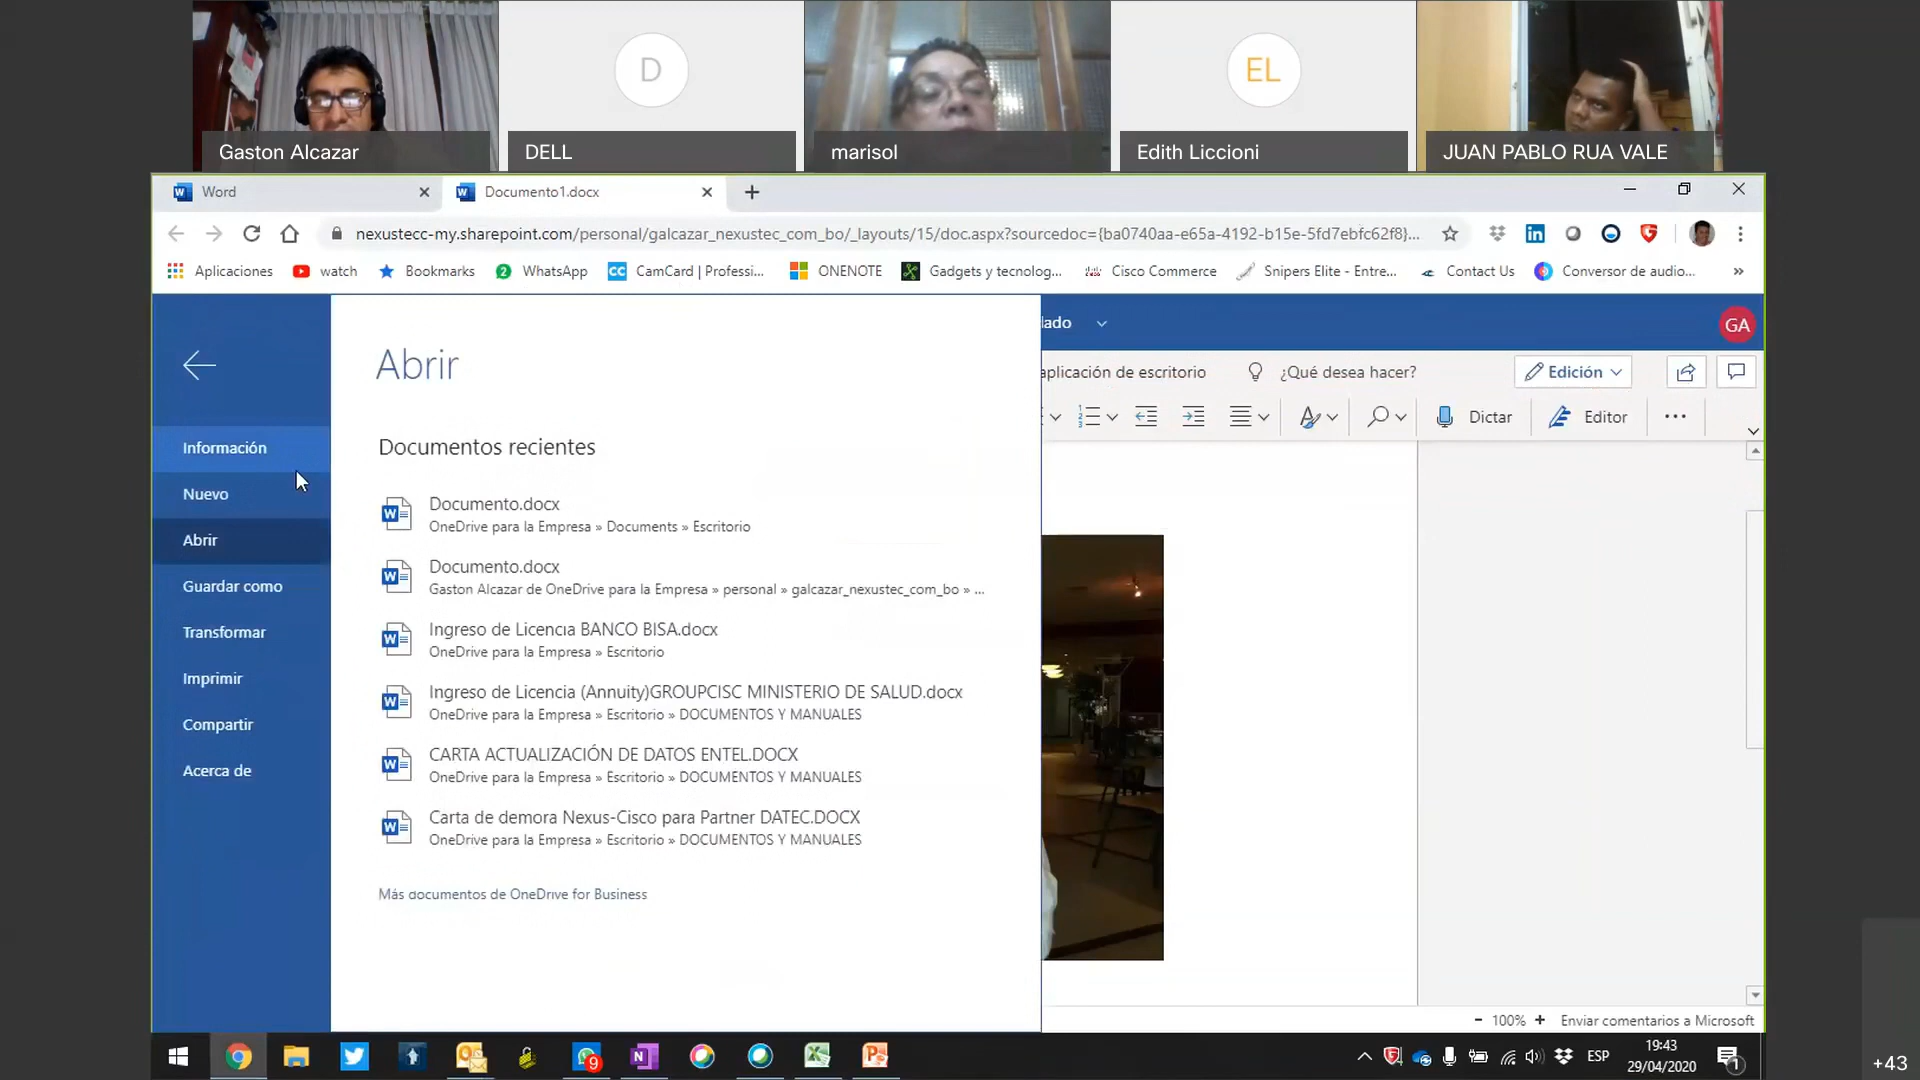 Gaston Alcazar
D
DELL
marisol
EL
Edith Liccioni
JUAN PABLO RUA VALE
Word
Documento1.docx
nexustecc-my.sharepoint.com/personal/galcazar_nexustec_com_bo/_layouts/15/doc.aspx?sourcedoc={ba0740aa-e65a-4192-b15e-5fd7ebfc62f8}...
Aplicaciones
watch
Bookmarks
2
WhatsApp
CC
CamCard | Professi...
ONENOTE
Gadgets y tecnolog...
Cisco Commerce
Snipers Elite - Entre...
Contact Us
Conversor de audio...
»
lado
GA
aplicación de escritorio
¿Qué desea hacer?
Edición
Dictar
Editor
Información
Nuevo
Abrir
Guardar como
Transformar
Imprimir
Compartir
Acerca de
Abrir
Documentos recientes
Documento.docx
OneDrive para la Empresa » Documents » Escritorio
Documento.docx
Gaston Alcazar de OneDrive para la Empresa » personal » galcazar_nexustec_com_bo » ...
Ingreso de Licencia BANCO BISA.docx
OneDrive para la Empresa » Escritorio
Ingreso de Licencia (Annuity)GROUPCISC MINISTERIO DE SALUD.docx
OneDrive para la Empresa » Escritorio » DOCUMENTOS Y MANUALES
CARTA ACTUALIZACIÓN DE DATOS ENTEL.DOCX
OneDrive para la Empresa » Escritorio » DOCUMENTOS Y MANUALES
Carta de demora Nexus-Cisco para Partner DATEC.DOCX
OneDrive para la Empresa » Escritorio » DOCUMENTOS Y MANUALES
Más documentos de OneDrive for Business
- 100% +
Enviar comentarios a Microsoft
9
ESP
19:43
29/04/2020
1
+43